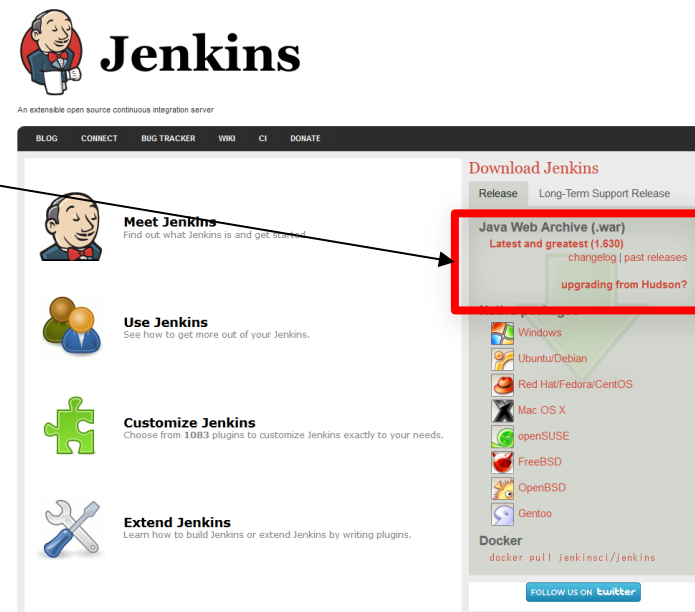 Jenkins
An extensible open source continuous integration server
BLOG CONNECT BUG TRACKER WIKI CI DONATE
Meet Jenkins
Find out what Jenkins is and get started.
Use Jenkins
See how to get more out of your Jenkins.
Customize Jenkins
Choose from 1083 plugins to customize Jenkins exactly to your needs.
Extend Jenkins
Learn how to build Jenkins or extend Jenkins by writing plugins.
Download Jenkins
Release Long-Term Support Release
Java Web Archive (.war)
Latest and greatest (1.630)
changelog | past releases
upgrading from Hudson?
Native packages
Windows
Ubuntu/Debian
Red Hat/Fedora/CentOS
Mac OS X
openSUSE
FreeBSD
OpenBSD
Gentoo
Docker
docker pull jenkinsci/jenkins
FOLLOW US ON twitter